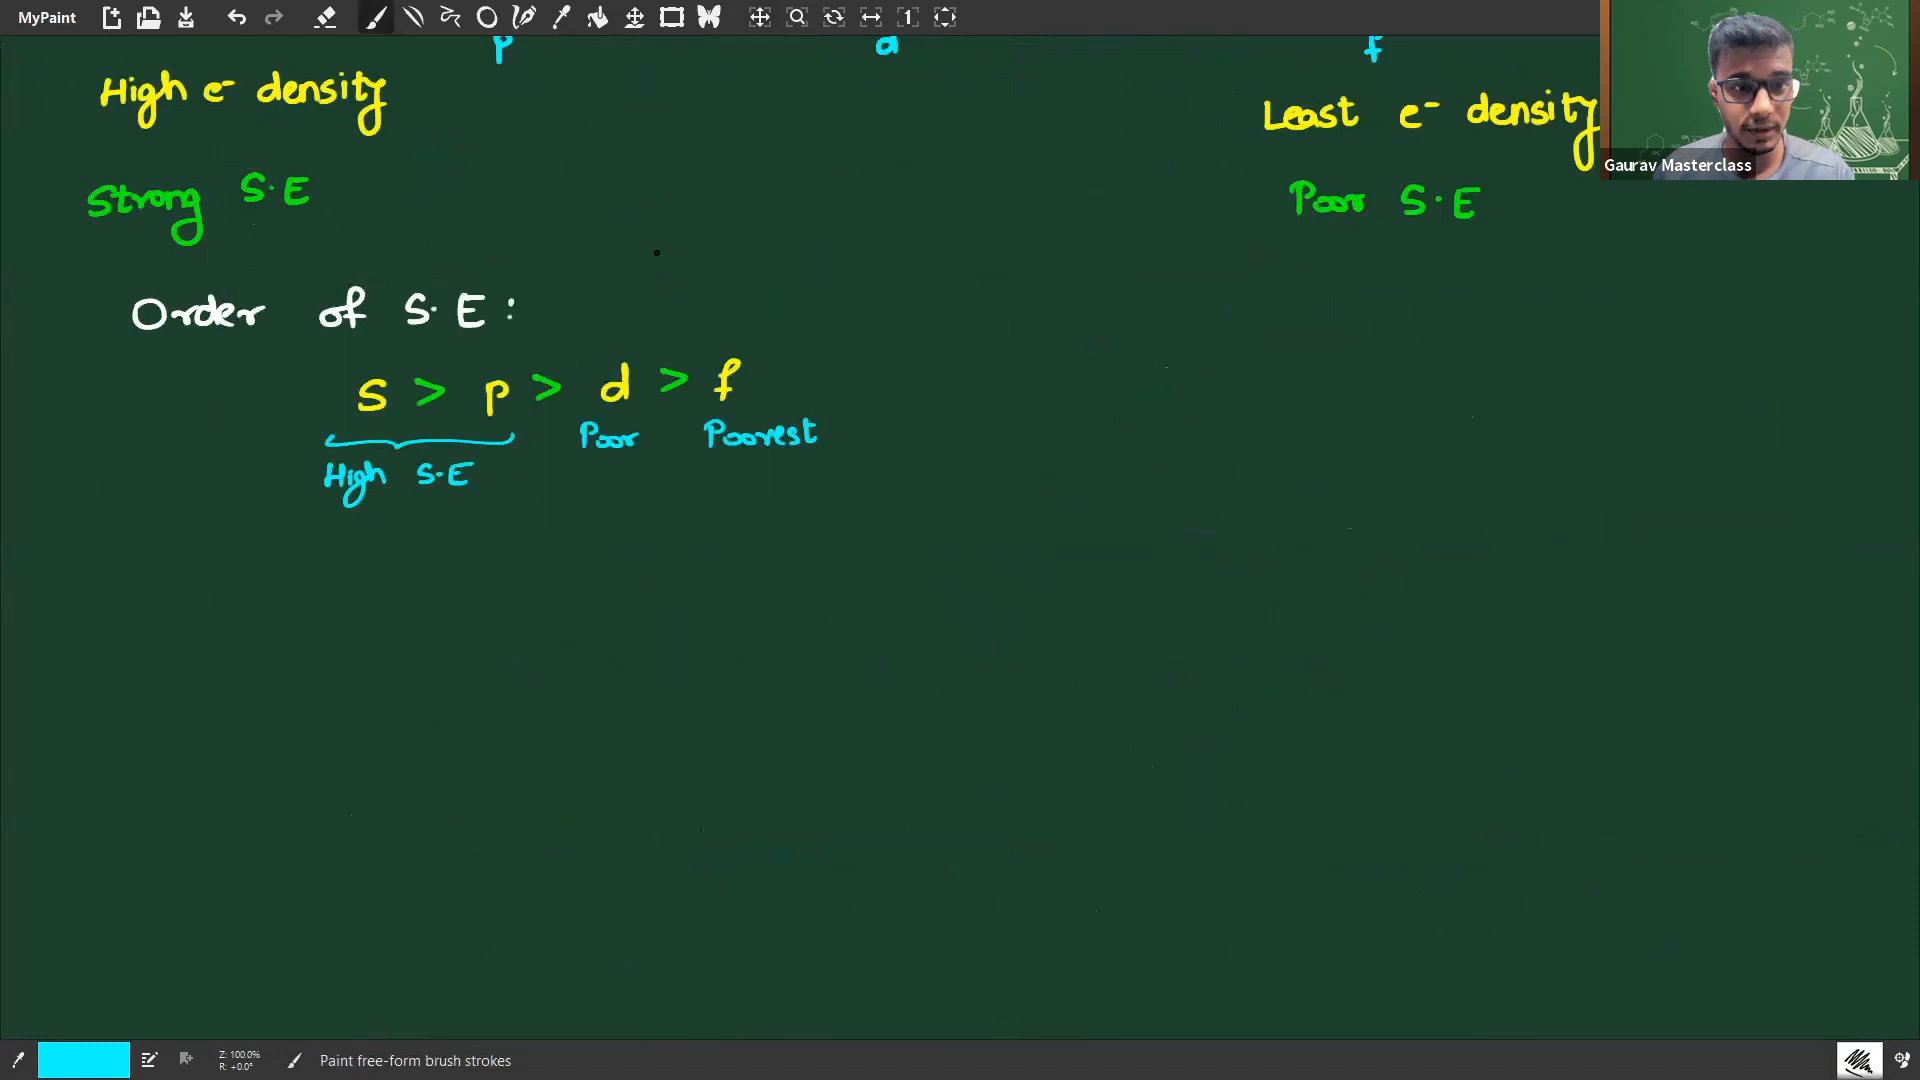 MyPaint
p d f
High e⁻ density
Least e⁻ density
Gaurav Masterclass
Strong S·E
Poor S·E
Order of S·E:
s > p > d > f
Poor Poorest
High S·E
Z: 100.0%
R: +0.0°
Paint free-form brush strokes